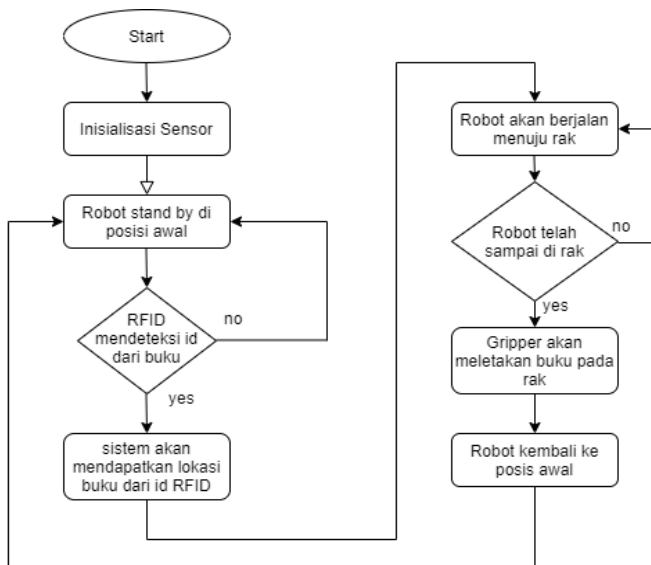 Start
Inisialisasi Sensor
Robot stand by di
posisi awal
RFID
mendeteksi id
dari buku
no
yes
sistem akan
mendapatkan lokasi
buku dari id RFID
Robot akan berjalan
menuju rak
Robot telah
sampai di rak
no
yes
Gripper akan
meletakan buku pada
rak
Robot kembali ke
posis awal